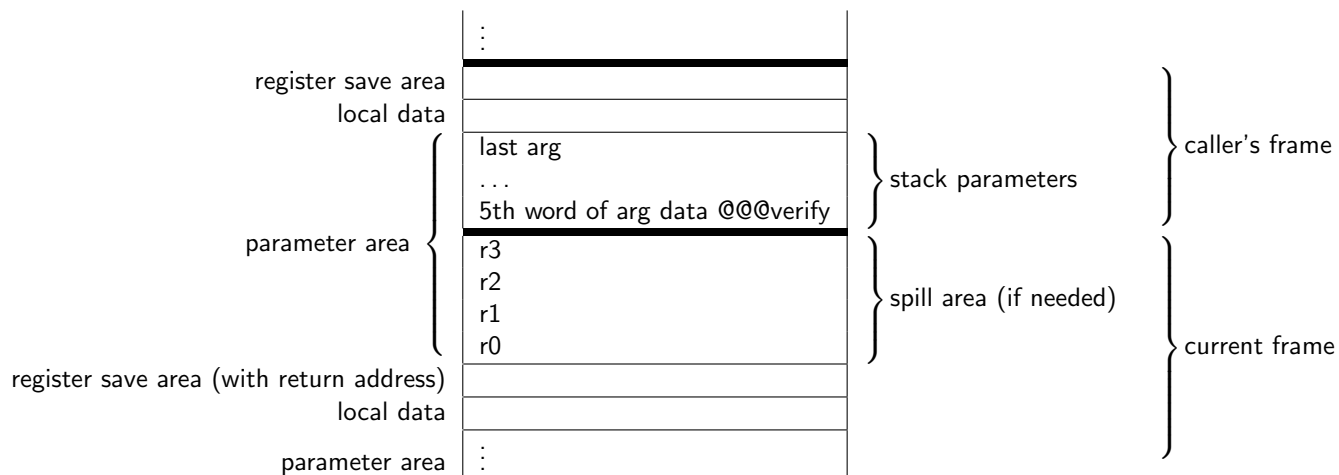 ⋮
register save area
local data
last arg
caller's frame
. . .
stack parameters
5th word of arg data @@@verify
parameter area
r3
r2
spill area (if needed)
r1
r0
current frame
register save area (with return address)
local data
parameter area
⋮